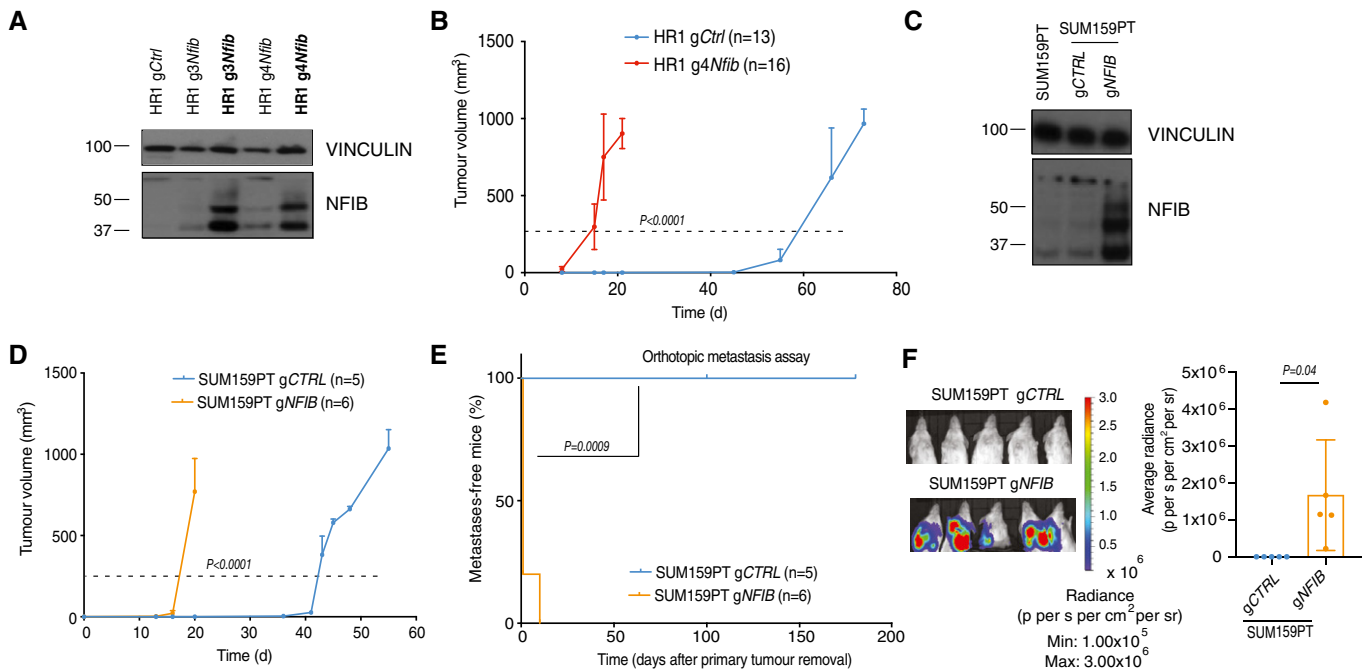 A
HR1 gCtrl
HR1 g3Nfib
HR1 g3Nfib
HR1 g4Nfib
HR1 g4Nfib
100
VINCULIN
50
37
NFIB
B
Tumour volume (mm3)
1500
1000
500
0
HR1 gCtrl (n=13)
HR1 g4Nfib (n=16)
P<0.0001
0 20 40 60 80
Time (d)
C
SUM159PT
SUM159PT
gCTRL
gNFIB
100
VINCULIN
50
37
NFIB
D
Tumour volume (mm3)
1500
1000
500
0
SUM159PT gCTRL (n=5)
SUM159PT gNFIB (n=6)
P<0.0001
0 10 20 30 40 50 60
Time (d)
E
Orthotopic metastasis assay
Metastases-free mice (%)
100
50
0
P=0.0009
SUM159PT gCTRL (n=5)
SUM159PT gNFIB (n=6)
0 50 100 150 200
Time (days after primary tumour removal)
F
SUM159PT gCTRL
SUM159PT gNFIB
3.0
2.5
2.0
1.5
1.0
0.5
x 10^6
Radiance
(p per s per cm2 per sr)
Min: 1.00x10^5
Max: 3.00x10^6
Average radiance
(p per s per cm2 per sr)
P=0.04
5x10^6
4x10^6
3x10^6
2x10^6
1x10^6
0
gCTRL
gNFIB
SUM159PT